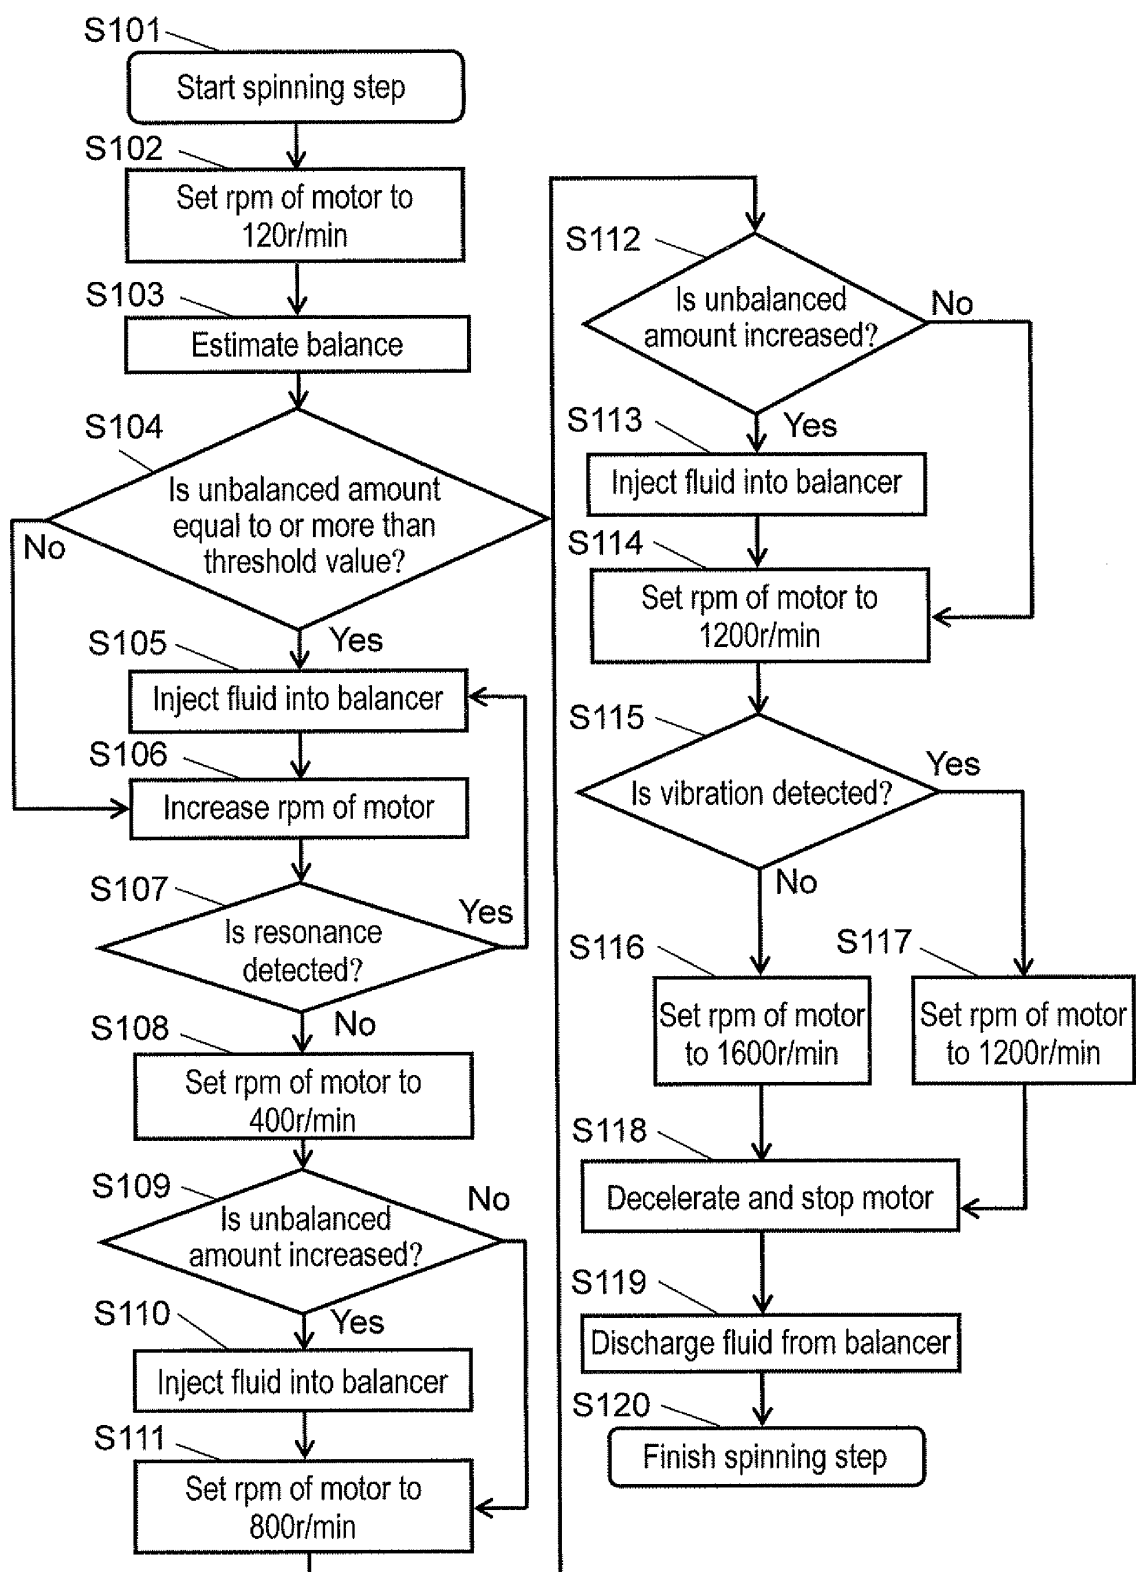 S101
Start spinning step
S102
Set rpm of motor to
120r/min
S103
Estimate balance
S104
Is unbalanced amount
equal to or more than
threshold value?
No
Yes
S105
Inject fluid into balancer
S106
Increase rpm of motor
S107
Is resonance
detected?
Yes
No
S108
Set rpm of motor to
400r/min
S109
Is unbalanced
amount increased?
No
Yes
S110
Inject fluid into balancer
S111
Set rpm of motor to
800r/min
S112
Is unbalanced
amount increased?
No
Yes
S113
Inject fluid into balancer
S114
Set rpm of motor to
1200r/min
S115
Is vibration detected?
Yes
No
S116
Set rpm of motor
to 1600r/min
S117
Set rpm of motor
to 1200r/min
S118
Decelerate and stop motor
S119
Discharge fluid from balancer
S120
Finish spinning step